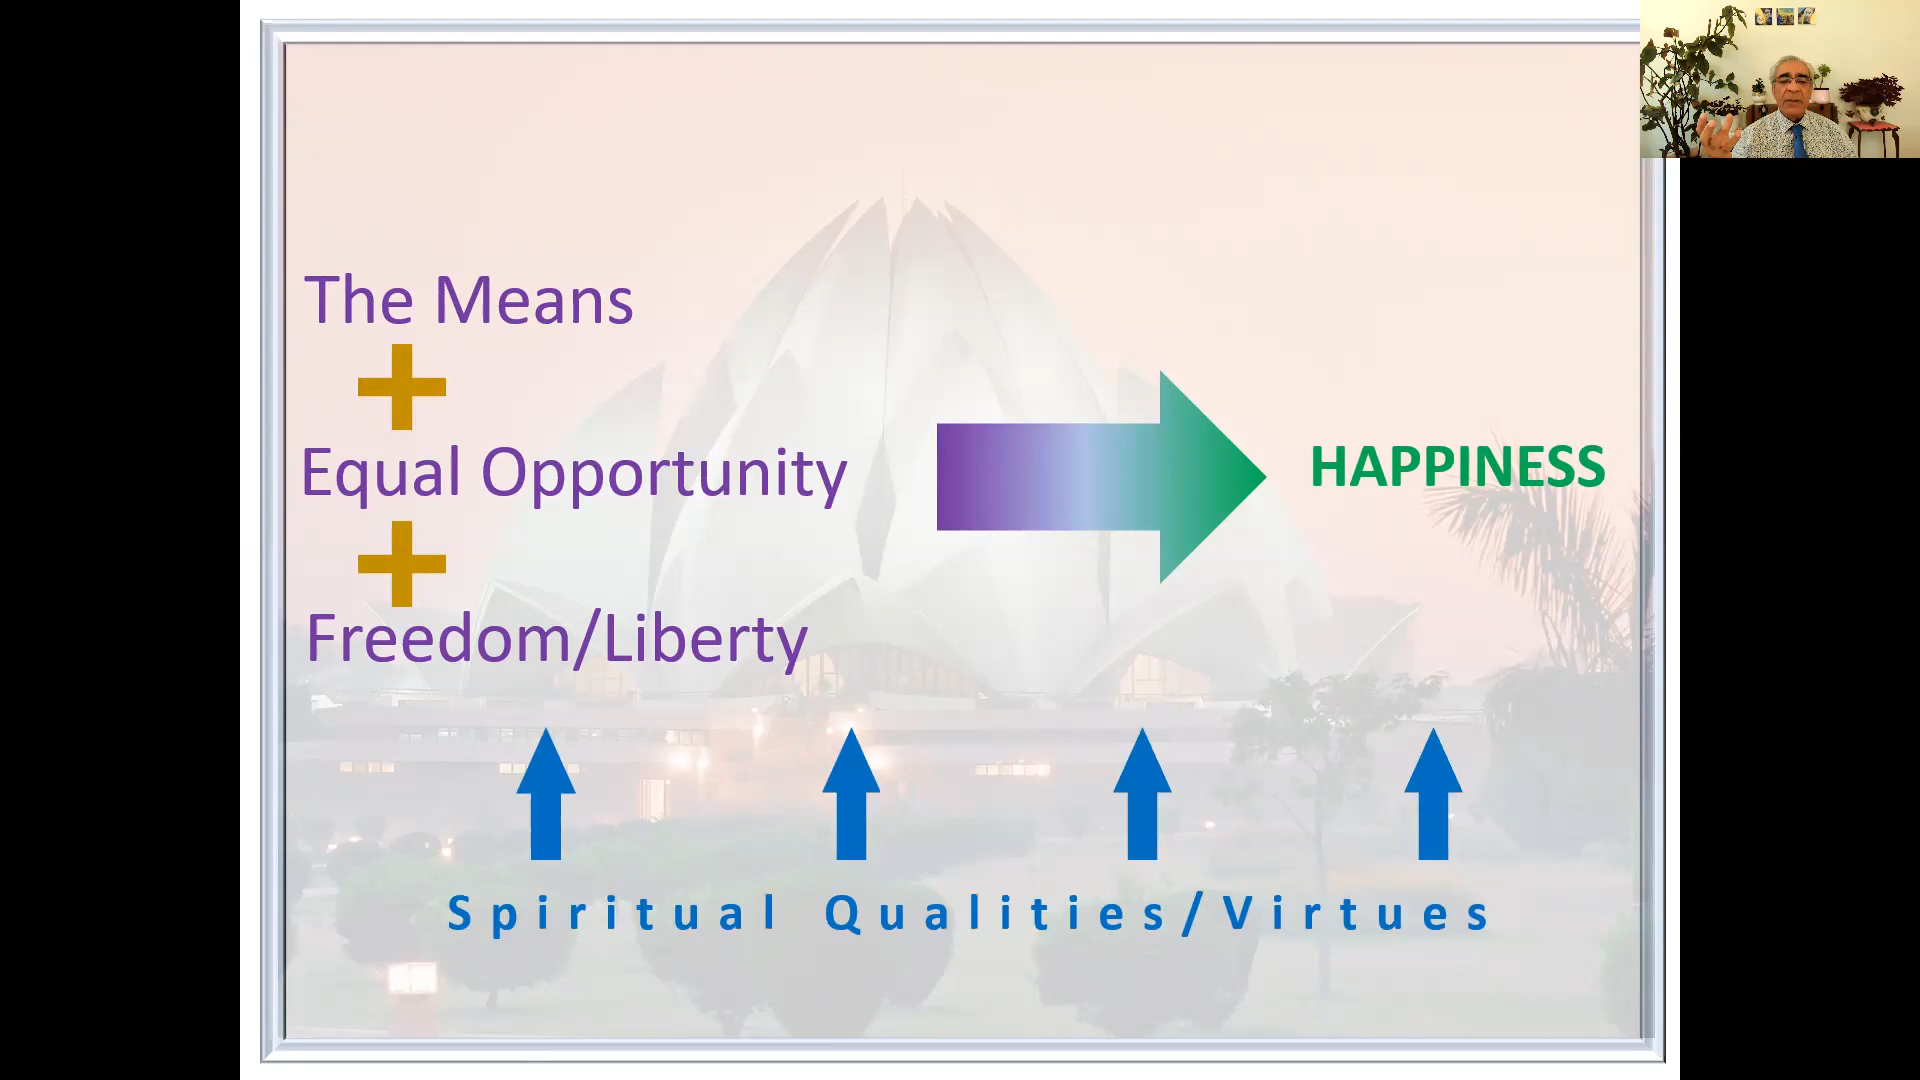 The Means
Equal Opportunity
Freedom/Liberty
HAPPINESS
Spiritual Qualities/Virtues